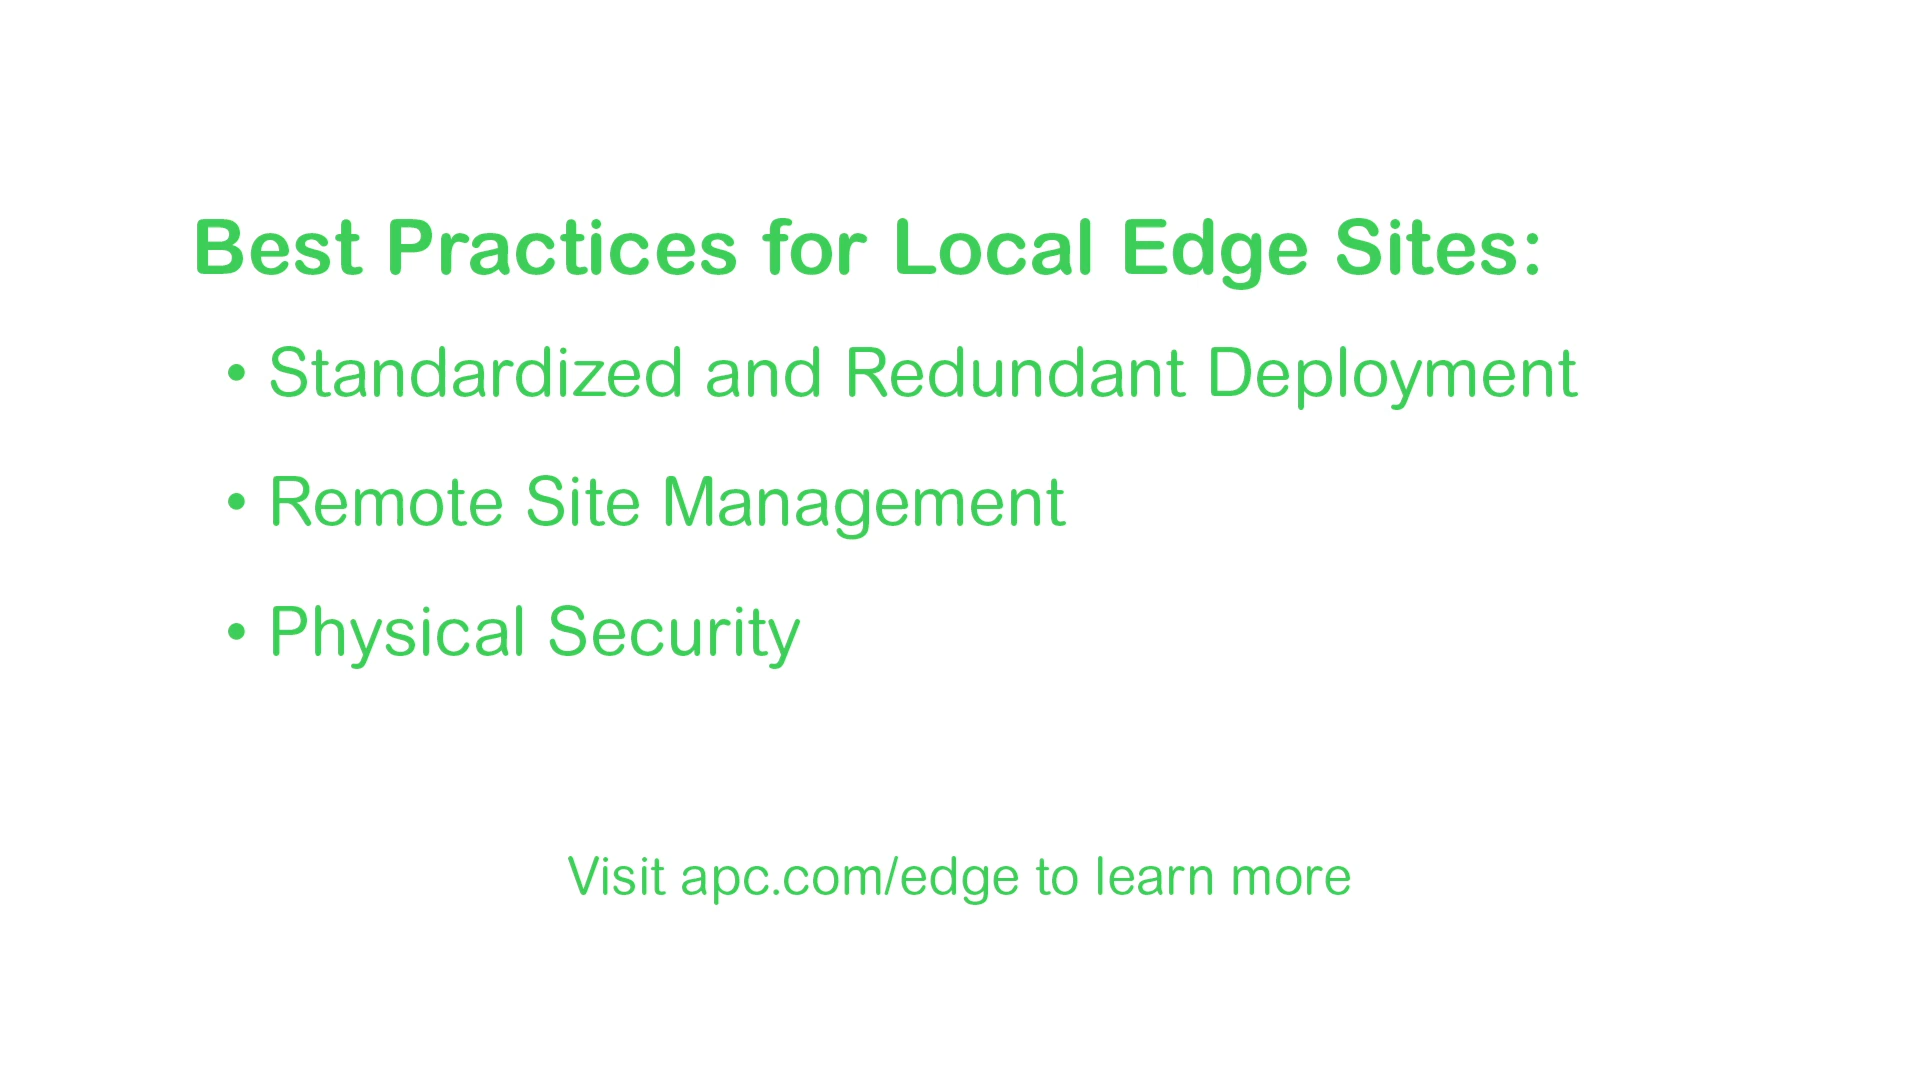 Best Practices for Local Edge Sites:
• Standardized and Redundant Deployment
• Remote Site Management
• Physical Security
Visit apc.com/edge to learn more